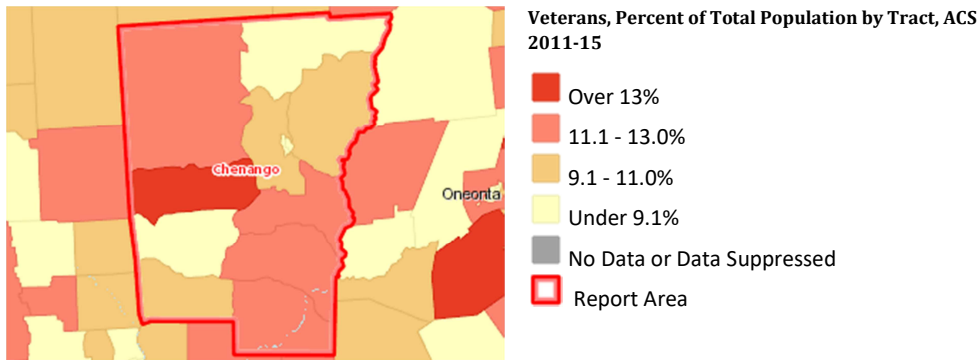 Veterans, Percent of Total Population by Tract, ACS
2011-15
Over 13%
11.1 - 13.0%
9.1 - 11.0%
Under 9.1%
No Data or Data Suppressed
Report Area
Chenango
Oneonta